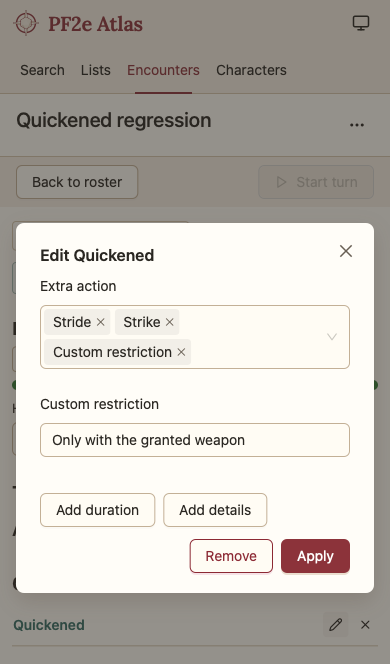 PF2e Atlas
Search Lists Encounters Characters
Quickened regression
Back to roster Start turn
Edit Quickened
Extra action
Stride Strike
Custom restriction
Custom restriction
Only with the granted weapon
Add duration Add details
Remove Apply
Quickened